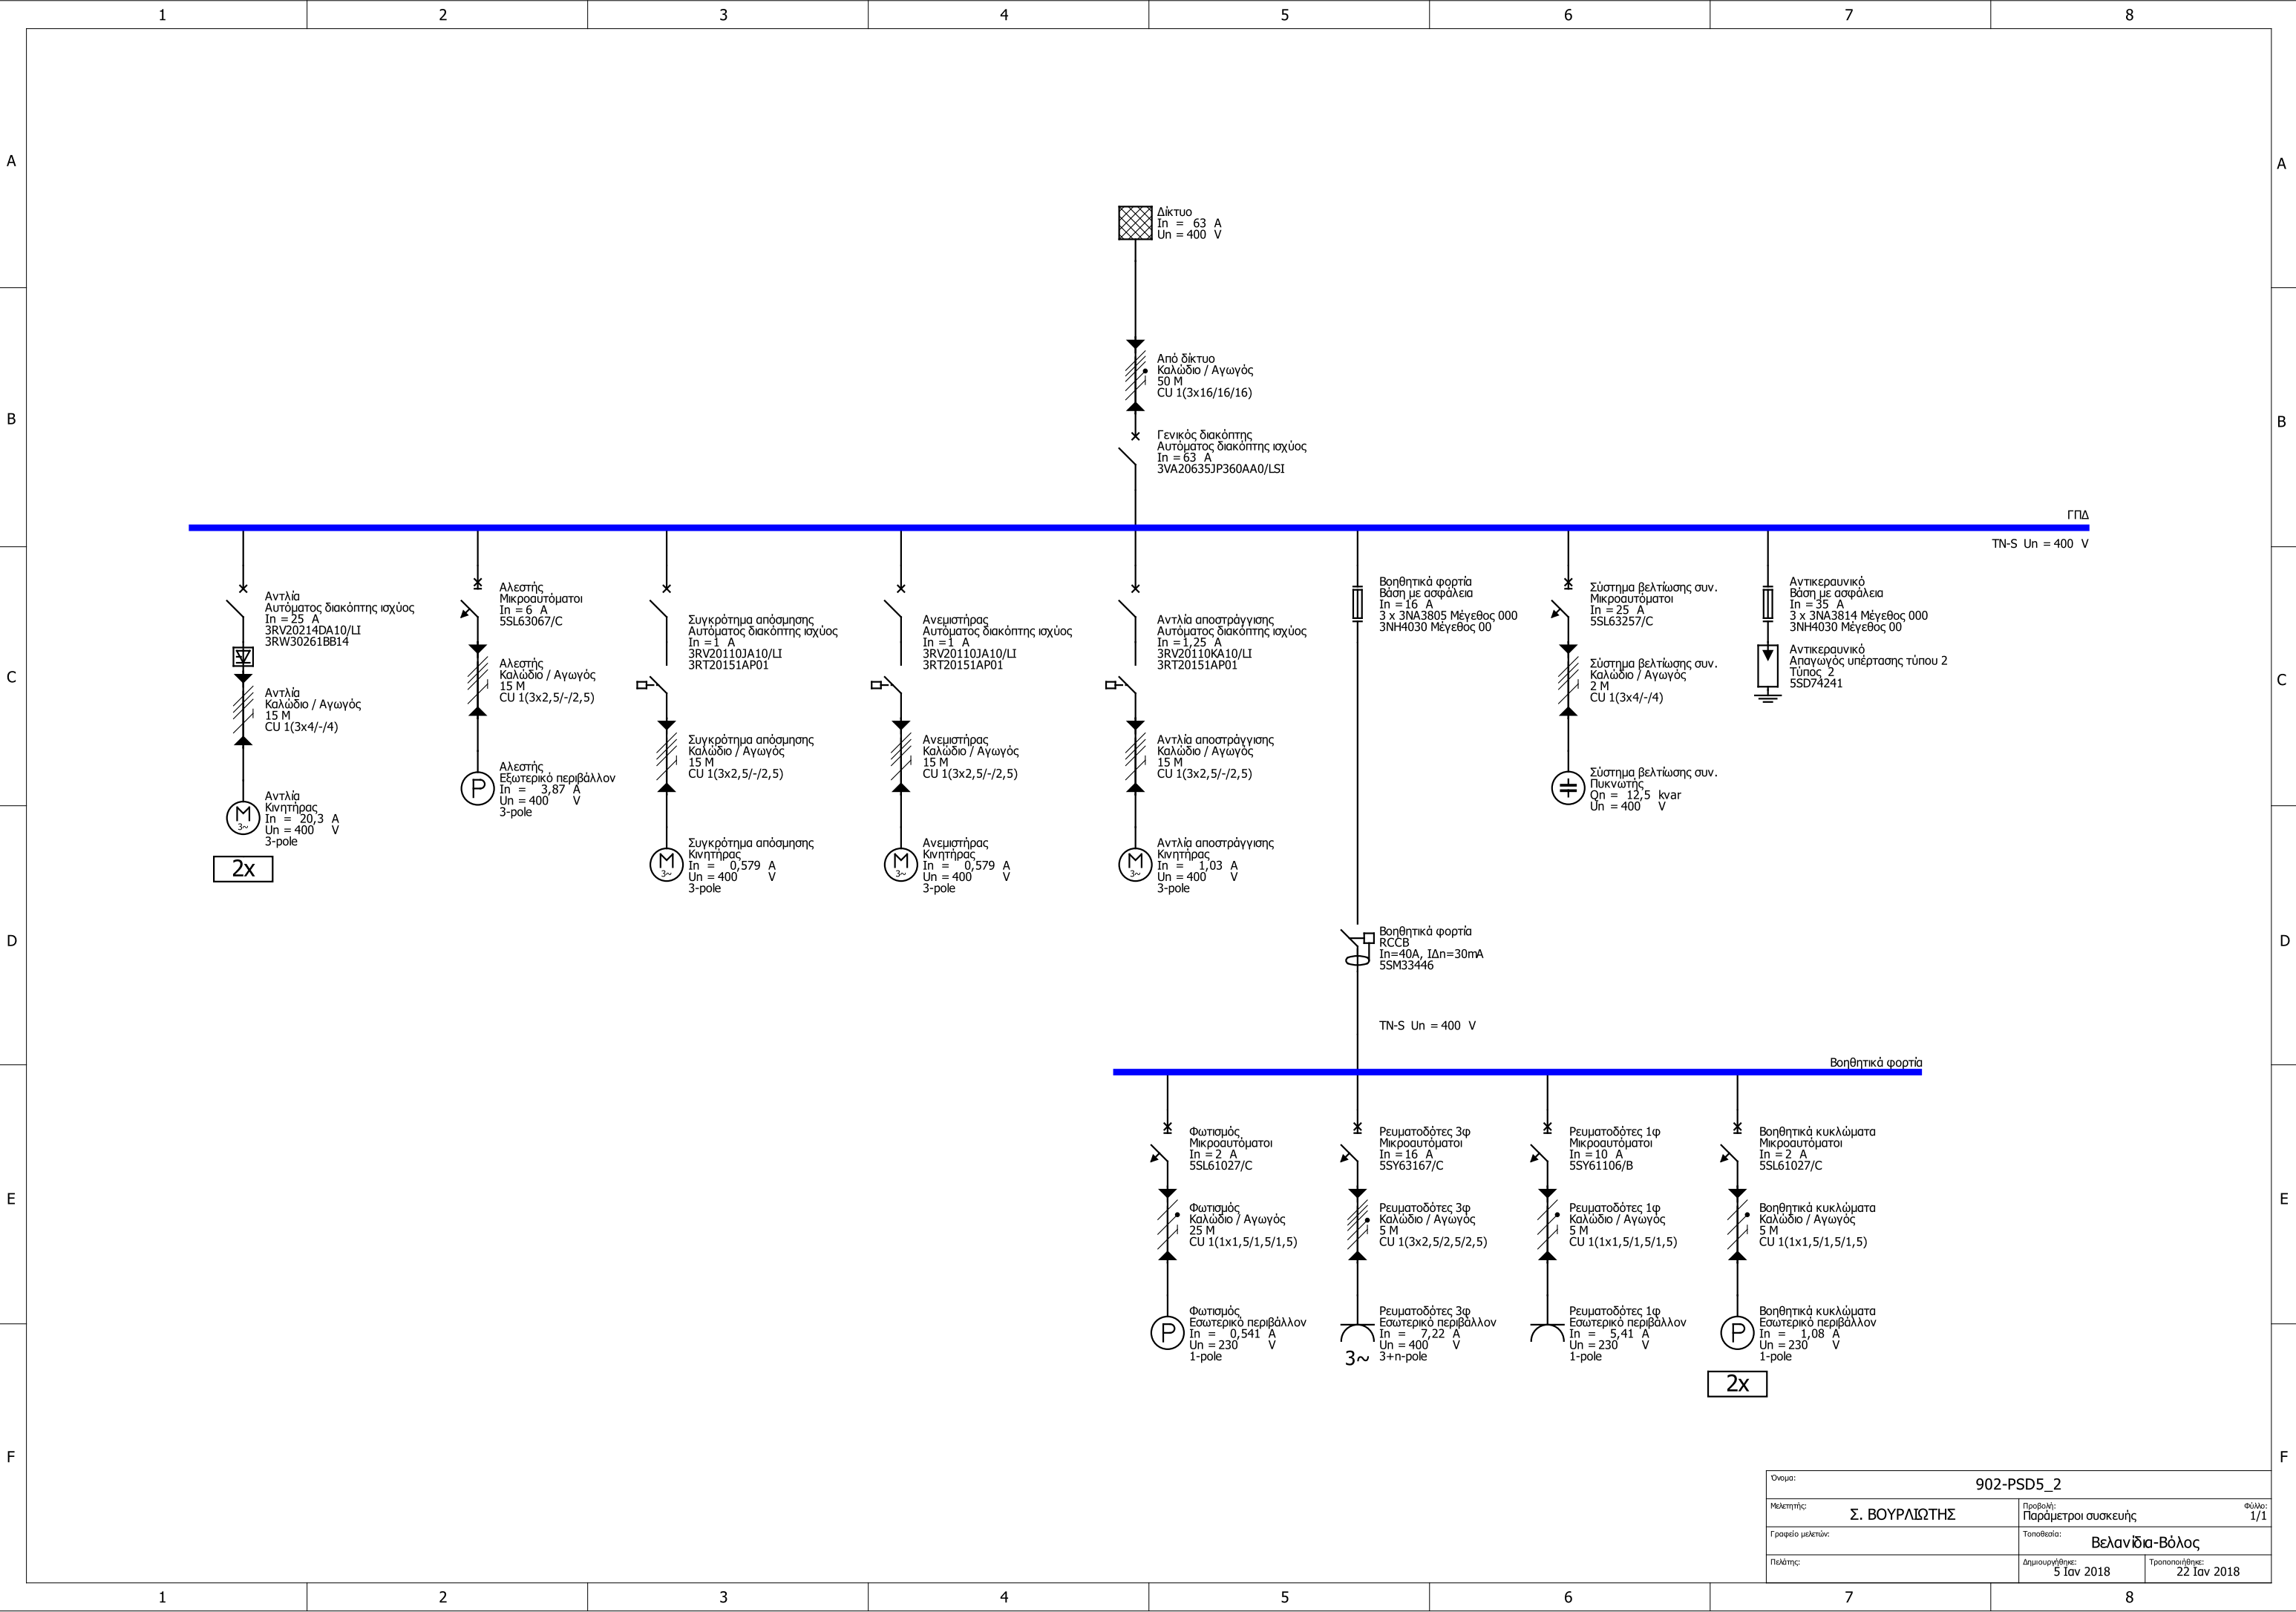 1 2 3 4 5 6 7 8
A A
B B
C C
D D
E E
F F
Δίκτυο
In = 63 A
Un = 400 V
Από δίκτυο
Καλώδιο / Αγωγός
50 M
CU 1(3x16/16/16)
Γενικός διακόπτης
Αυτόματος διακόπτης ισχύος
In = 63 A
3VA20635JP360AA0/LSI
ΓΠΔ
TN-S Un = 400 V
Αντλία
Αυτόματος διακόπτης ισχύος
In = 25 A
3RV20214DA10/LI
3RW30261BB14
Αντλία
Καλώδιο / Αγωγός
15 M
CU 1(3x4/-/4)
Αντλία
Κινητήρας
In = 20,3 A
Un = 400 V
3-pole
M
3~
2x
Αλεστής
Μικροαυτόματοι
In = 6 A
5SL63067/C
Αλεστής
Καλώδιο / Αγωγός
15 M
CU 1(3x2,5/-/2,5)
Αλεστής
Εξωτερικό περιβάλλον
In = 3,87 A
Un = 400 V
3-pole
P
Συγκρότημα απόσμησης
Αυτόματος διακόπτης ισχύος
In = 1 A
3RV20110JA10/LI
3RT20151AP01
Συγκρότημα απόσμησης
Καλώδιο / Αγωγός
15 M
CU 1(3x2,5/-/2,5)
Συγκρότημα απόσμησης
Κινητήρας
In = 0,579 A
Un = 400 V
3-pole
M
3~
Ανεμιστήρας
Αυτόματος διακόπτης ισχύος
In = 1 A
3RV20110JA10/LI
3RT20151AP01
Ανεμιστήρας
Καλώδιο / Αγωγός
15 M
CU 1(3x2,5/-/2,5)
Ανεμιστήρας
Κινητήρας
In = 0,579 A
Un = 400 V
3-pole
M
3~
Αντλία αποστράγγισης
Αυτόματος διακόπτης ισχύος
In = 1,25 A
3RV20110KA10/LI
3RT20151AP01
Αντλία αποστράγγισης
Καλώδιο / Αγωγός
15 M
CU 1(3x2,5/-/2,5)
Αντλία αποστράγγισης
Κινητήρας
In = 1,03 A
Un = 400 V
3-pole
M
3~
Βοηθητικά φορτία
Βάση με ασφάλεια
In = 16 A
3 x 3NA3805 Μέγεθος 000
3NH4030 Μέγεθος 00
Βοηθητικά φορτία
RCCB
In=40A, IΔn=30mA
5SM33446
TN-S Un = 400 V
Σύστημα βελτίωσης συν.
Μικροαυτόματοι
In = 25 A
5SL63257/C
Σύστημα βελτίωσης συν.
Καλώδιο / Αγωγός
2 M
CU 1(3x4/-/4)
Σύστημα βελτίωσης συν.
Πυκνωτής
Qn = 12,5 kvar
Un = 400 V
Αντικεραυνικό
Βάση με ασφάλεια
In = 35 A
3 x 3NA3814 Μέγεθος 000
3NH4030 Μέγεθος 00
Αντικεραυνικό
Απαγωγός υπέρτασης τύπου 2
Τύπος 2
5SD74241
Βοηθητικά φορτία
Φωτισμός
Μικροαυτόματοι
In = 2 A
5SL61027/C
Φωτισμός
Καλώδιο / Αγωγός
25 M
CU 1(1x1,5/1,5/1,5)
Φωτισμός
Εσωτερικό περιβάλλον
In = 0,541 A
Un = 230 V
1-pole
P
Ρευματοδότες 3φ
Μικροαυτόματοι
In = 16 A
5SY63167/C
Ρευματοδότες 3φ
Καλώδιο / Αγωγός
5 M
CU 1(3x2,5/2,5/2,5)
Ρευματοδότες 3φ
Εσωτερικό περιβάλλον
In = 7,22 A
Un = 400 V
3+n-pole
3~
Ρευματοδότες 1φ
Μικροαυτόματοι
In = 10 A
5SY61106/B
Ρευματοδότες 1φ
Καλώδιο / Αγωγός
5 M
CU 1(1x1,5/1,5/1,5)
Ρευματοδότες 1φ
Εσωτερικό περιβάλλον
In = 5,41 A
Un = 230 V
1-pole
Βοηθητικά κυκλώματα
Μικροαυτόματοι
In = 2 A
5SL61027/C
Βοηθητικά κυκλώματα
Καλώδιο / Αγωγός
5 M
CU 1(1x1,5/1,5/1,5)
Βοηθητικά κυκλώματα
Εσωτερικό περιβάλλον
In = 1,08 A
Un = 230 V
1-pole
P
2x
Όνομα: 902-PSD5_2
Μελετητής: Σ. ΒΟΥΡΛΙΩΤΗΣ
Προβολή: Φύλλο:
Παράμετροι συσκευής 1/1
Γραφείο μελετών:
Τοποθεσία: Βελανίδια-Βόλος
Πελάτης:
Δημιουργήθηκε: Τροποποιήθηκε:
5 Ιαν 2018 22 Ιαν 2018
1 2 3 4 5 6 7 8